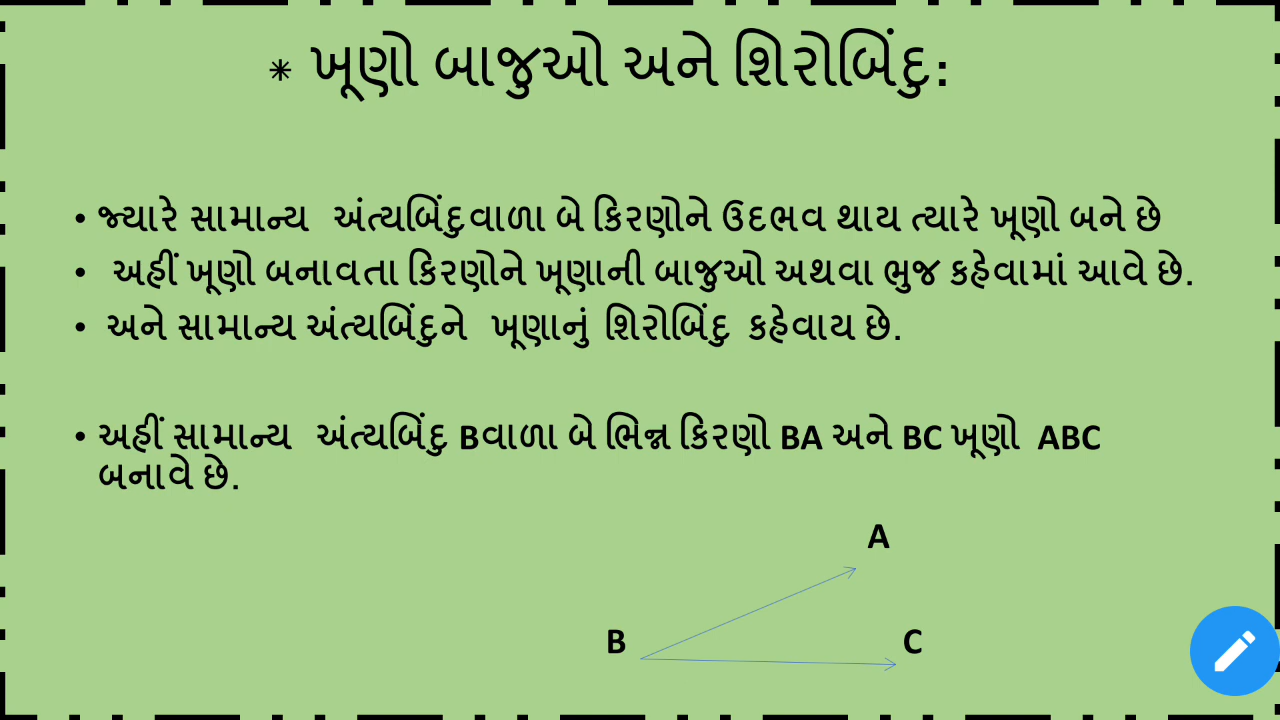 * ખૂણો બાજુઓ અને શિરોબિંદુ:
• જ્યારે સામાન્ય અંત્યબિંદુવાળા બે કિરણોને ઉદભવ થાય ત્યારે ખૂણો બને છે
• અહીં ખૂણો બનાવતા કિરણોને ખૂણાની બાજુઓ અથવા ભુજ કહેવામાં આવે છે.
• અને સામાન્ય અંત્યબિંદુને ખૂણાનું શિરોબિંદુ કહેવાય છે.
• અહીં સામાન્ય અંત્યબિંદુ Bવાળા બે ભિન્ન કિરણો BA અને BC ખૂણો ABC
બનાવે છે.
A
B
C